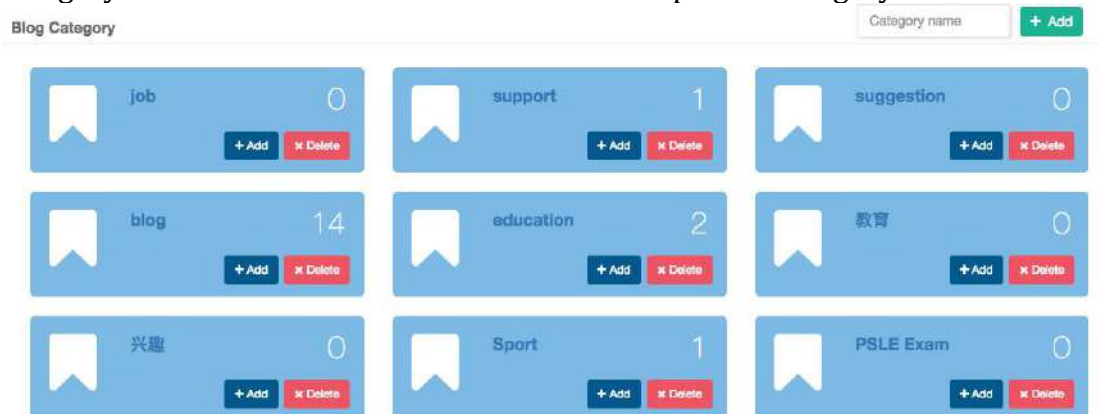 Blog Category
Category name
+ Add
job 0
+ Add × Delete
support 1
+ Add × Delete
suggestion 0
+ Add × Delete
blog 14
+ Add × Delete
education 2
+ Add × Delete
教育 0
+ Add × Delete
兴趣 0
+ Add × Delete
Sport 1
+ Add × Delete
PSLE Exam 0
+ Add × Delete